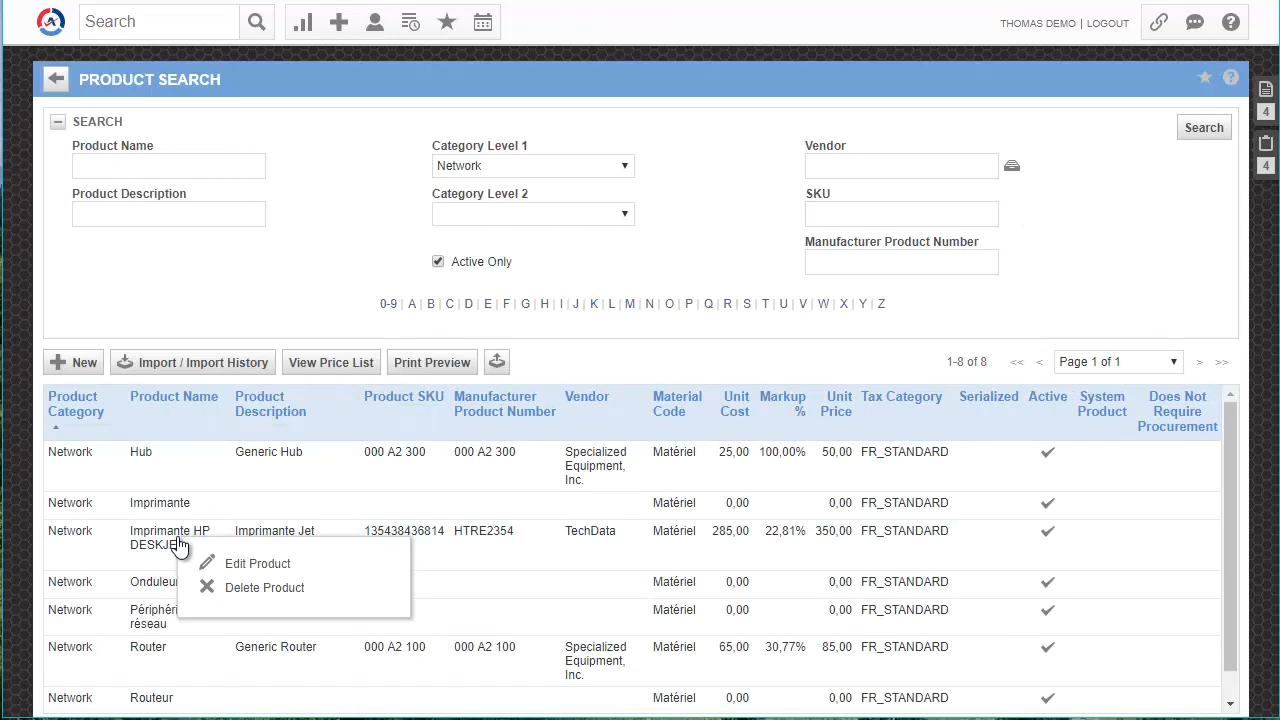 Search
THOMAS DEMO | LOGOUT
PRODUCT SEARCH
4
4
SEARCH
Search
Product Name
Category Level 1
Network
Vendor
Product Description
Category Level 2
SKU
Manufacturer Product Number
Active Only
0-9 | A | B | C | D | E | F | G | H | I | J | K | L | M | N | O | P | Q | R | S | T | U | V | W | X | Y | Z
New
Import / Import History
View Price List
Print Preview
1-8 of 8
<<
<
Page 1 of 1
>
>>
Product Category
Product Name
Product Description
Product SKU
Manufacturer Product Number
Vendor
Material Code
Unit Cost
Markup %
Unit Price
Tax Category
Serialized
Active
System Product
Does Not Require Procurement
Network Hub Generic Hub 000 A2 300 000 A2 300 Specialized Equipment, Inc. Matériel 25,00 100,00% 50,00 FR_STANDARD
Network Imprimante Matériel 0,00 0,00 FR_STANDARD
Network Imprimante HP Imprimante Jet 135438436814 HTRE2354 TechData Matériel 285,00 22,81% 350,00 FR_STANDARD
DESKJE
Edit Product
Delete Product
Network Onduleu Matériel 0,00 0,00 FR_STANDARD
Network Périphéri Matériel 0,00 0,00 FR_STANDARD
réseau
Network Router Generic Router 000 A2 100 000 A2 100 Specialized Equipment, Inc. Matériel 65,00 30,77% 85,00 FR_STANDARD
Network Routeur Matériel 0,00 0,00 FR_STANDARD